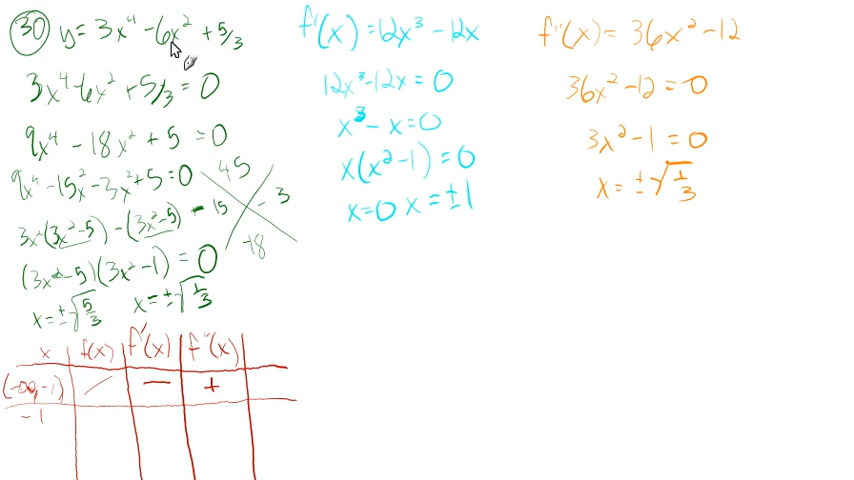 30 y = 3x⁴ - 6x² + 5/3
3x⁴ - 6x² + 5/3 = 0
9x⁴ - 18x² + 5 = 0
9x⁴ - 15x² - 3x² + 5 = 0
3x²(3x² - 5) - (3x² - 5)
(3x² - 5)(3x² - 1) = 0
x = ±√5/3 x = ±√1/3
45
-15 -3
-18
f'(x) = 12x³ - 12x
12x³ - 12x = 0
x³ - x = 0
x(x² - 1) = 0
x = 0 x = ±1
f''(x) = 36x² - 12
36x² - 12 = 0
3x² - 1 = 0
x = ±√1/3
x f(x) f'(x) f''(x)
(-∞, -1) / − +
-1